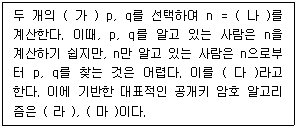 두 개의 ( 가 ) p, q를 선택하여 n = ( 나 )를
계산한다. 이때, p, q를 알고 있는 사람은 n을
계산하기 쉽지만, n만 알고 있는 사람은 n으로부
터 p, q를 찾는 것은 어렵다. 이를 ( 다 )라고
한다. 이에 기반한 대표적인 공개키 암호 알고리
즘은 ( 라 ), ( 마 )이다.